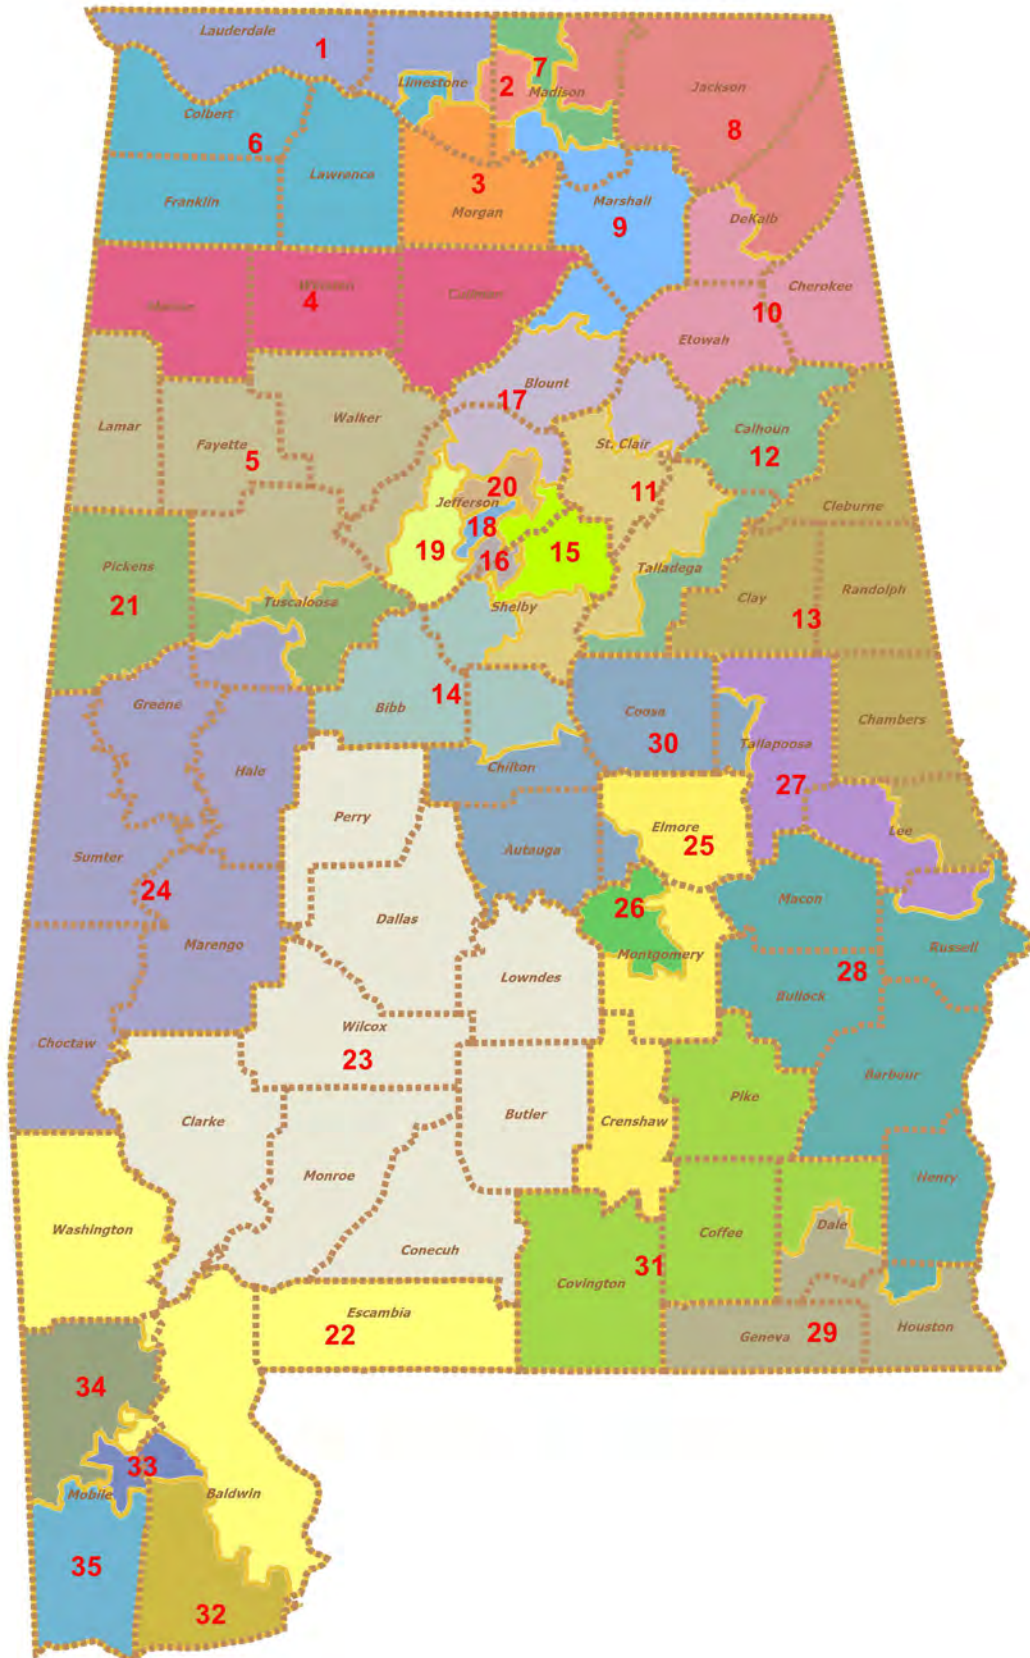 Lauderdale
1
Limestone
2
7
Madison
Jackson
8
Colbert
6
Lawrence
3
Franklin
Morgan
Marshall
9
DeKalb
Cherokee
Marion
Winston
4
Cullman
10
Etowah
Blount
17
Lamar
Walker
Fayette
5
St. Clair
Calhoun
12
20
11
Jefferson
18
19
16
15
Cleburne
Pickens
21
Tuscaloosa
Talladega
Shelby
Clay
13
Randolph
Greene
Bibb
14
Coosa
30
Chambers
Tallapoosa
27
Hale
Chilton
Perry
Elmore
25
Lee
Autauga
Sumter
24
Macon
26
Dallas
Marengo
Montgomery
Russell
Lowndes
28
Bullock
Choctaw
Wilcox
23
Barbour
Clarke
Butler
Crenshaw
Pike
Monroe
Henry
Washington
Conecuh
Coffee
Dale
31
Covington
Escambia
22
Geneva
29
Houston
34
33
Mobile
Baldwin
35
32